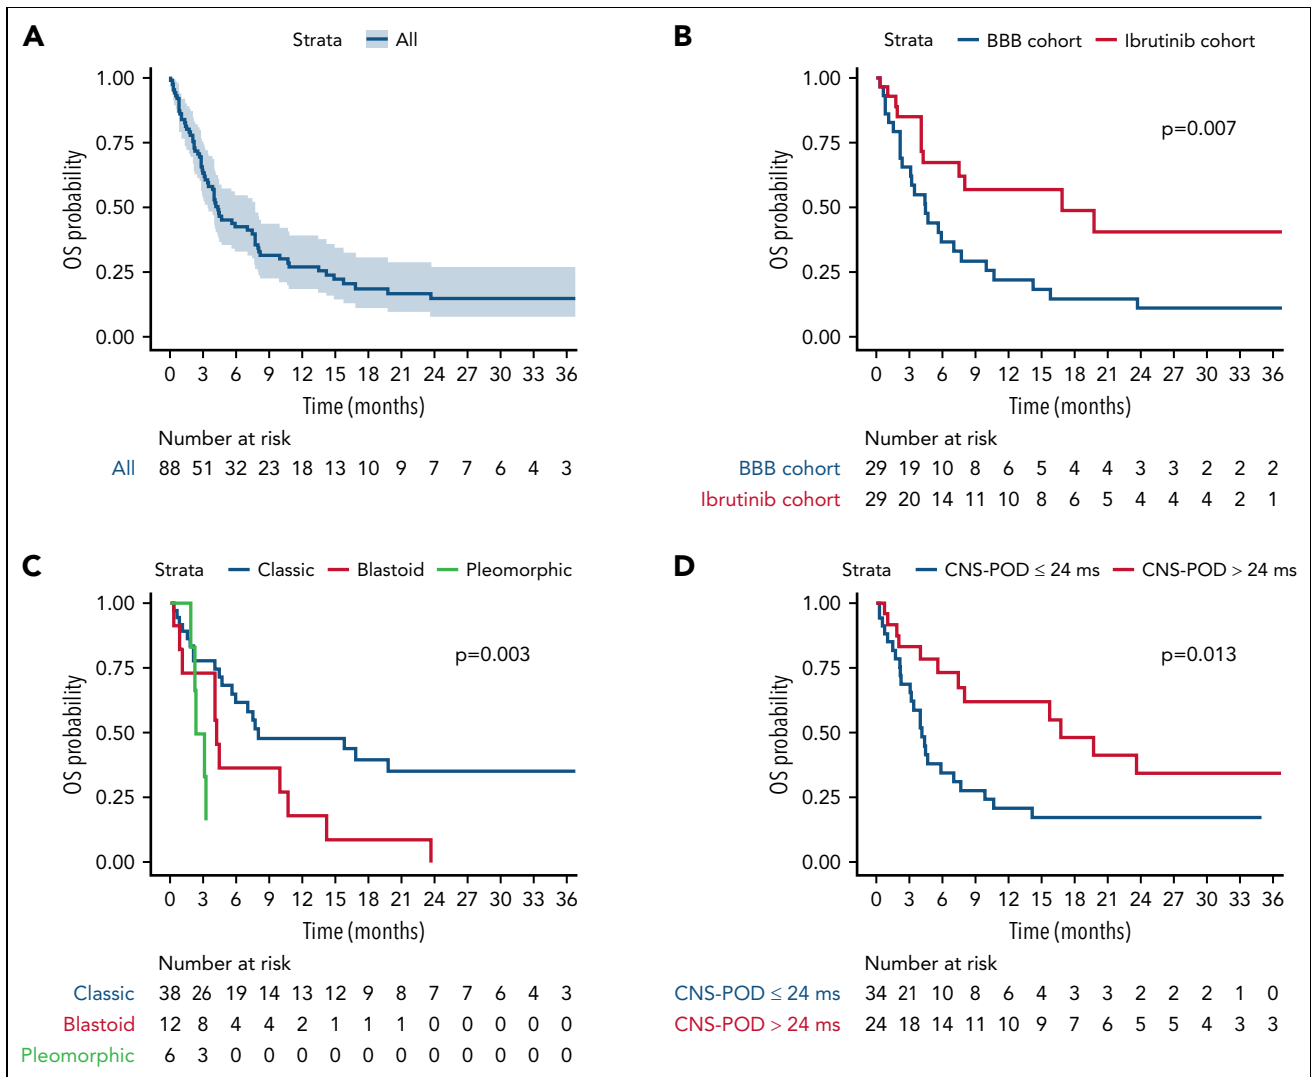 A
Strata All
1.00
0.75
0.50
0.25
0.00
OS probability
0 3 6 9 12 15 18 21 24 27 30 33 36
Time (months)
Number at risk
All 88 51 32 23 18 13 10 9 7 7 6 4 3
B
Strata BBB cohort Ibrutinib cohort
1.00
0.75
0.50
0.25
0.00
OS probability
p=0.007
0 3 6 9 12 15 18 21 24 27 30 33 36
Time (months)
Number at risk
BBB cohort 29 19 10 8 6 5 4 4 3 3 2 2 2
Ibrutinib cohort 29 20 14 11 10 8 6 5 4 4 4 2 1
C
Strata Classic Blastoid Pleomorphic
1.00
0.75
0.50
0.25
0.00
OS probability
p=0.003
0 3 6 9 12 15 18 21 24 27 30 33 36
Time (months)
Number at risk
Classic 38 26 19 14 13 12 9 8 7 7 6 4 3
Blastoid 12 8 4 4 2 1 1 1 0 0 0 0 0
Pleomorphic 6 3 0 0 0 0 0 0 0 0 0 0 0
D
Strata CNS-POD ≤ 24 ms CNS-POD > 24 ms
1.00
0.75
0.50
0.25
0.00
OS probability
p=0.013
0 3 6 9 12 15 18 21 24 27 30 33 36
Time (months)
Number at risk
CNS-POD ≤ 24 ms 34 21 10 8 6 4 3 3 2 2 2 1 0
CNS-POD > 24 ms 24 18 14 11 10 9 7 6 5 5 4 3 3